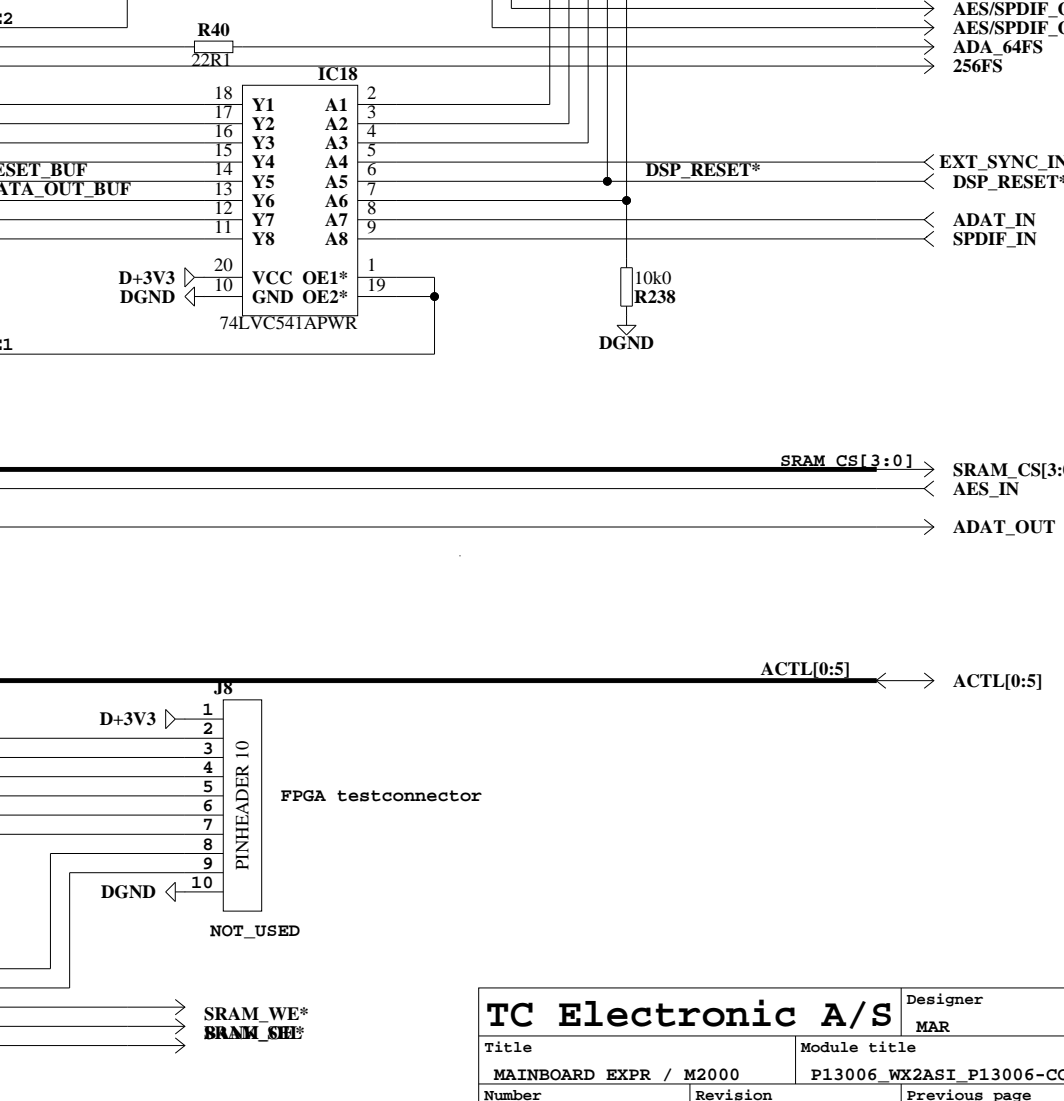 AES/SPDIF_O
R40
AES/SPDIF_O
ADA_64FS
22R1
256FS
IC18
18 Y1 A1 2
17 Y2 A2 3
16 Y3 A3 4
15 Y4 A4 5
EXT_SYNC_IN
ESET_BUF
14 Y5 A5 6
DSP_RESET*
DSP_RESET*
ATA_OUT_BUF
13 Y6 A6 7
12 Y7 A7 8
ADAT_IN
11 Y8 A8 9
SPDIF_IN
D+3V3 20 VCC OE1* 1
DGND 10 GND OE2* 19
74LVC541APWR
10k0
R238
DGND
SRAM_CS[3:0]
SRAM_CS[3:0
AES_IN
ADAT_OUT
ACTL[0:5]
ACTL[0:5]
J8
D+3V3
1
2
3
4
5
6
7
8
9
10
DGND
PINHEADER 10
FPGA testconnector
NOT_USED
SRAM_WE*
TC Electronic A/S
Designer
MAR
Title
MAINBOARD EXPR / M2000
Module title
P13006_WX2ASI_P13006-CO
Number
Revision
Previous page